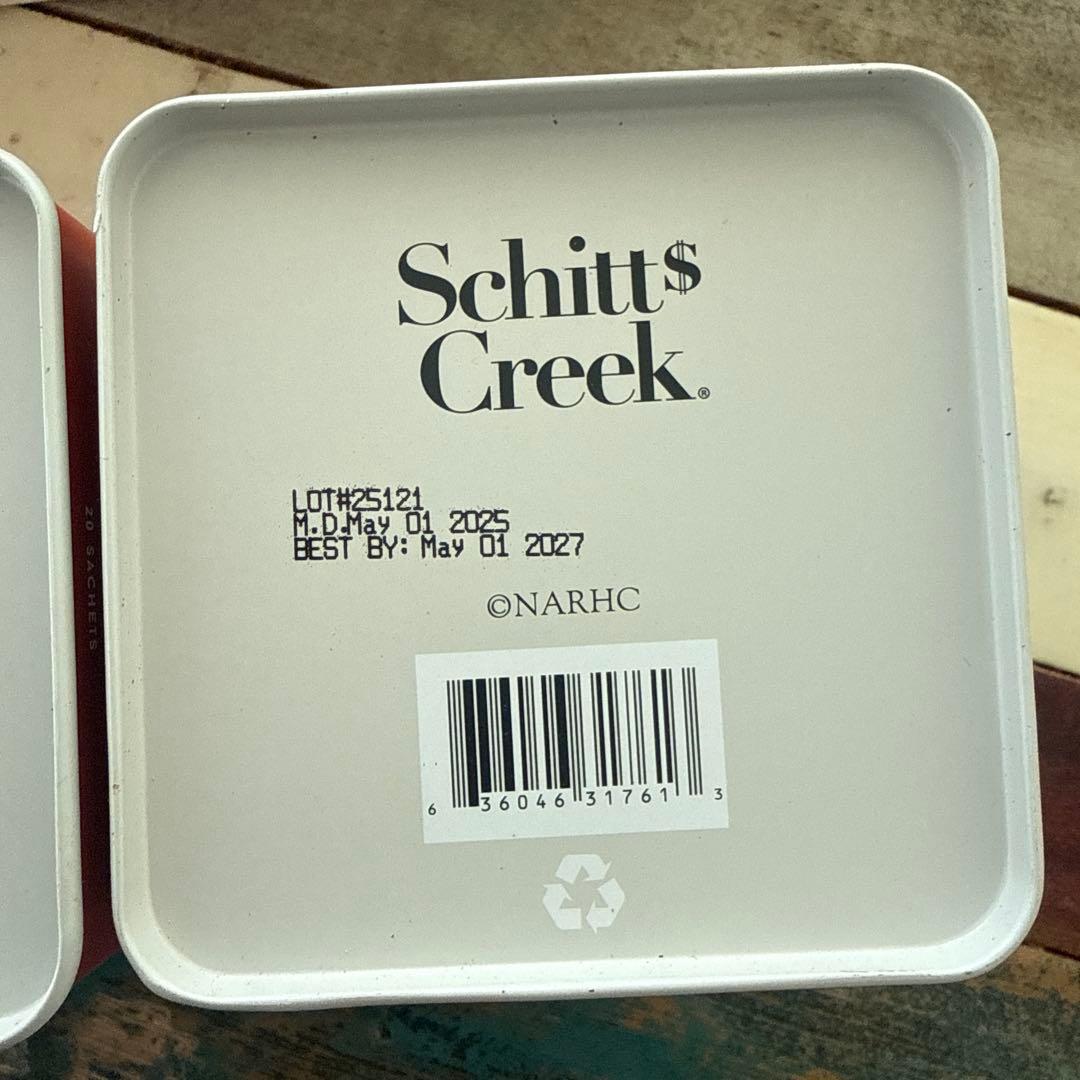 Schitt$
Creek®
LOT#25121
M.D.May 01 2025
BEST BY: May 01 2027
©NARHC
6 36046 31761 3
20 SACHETS